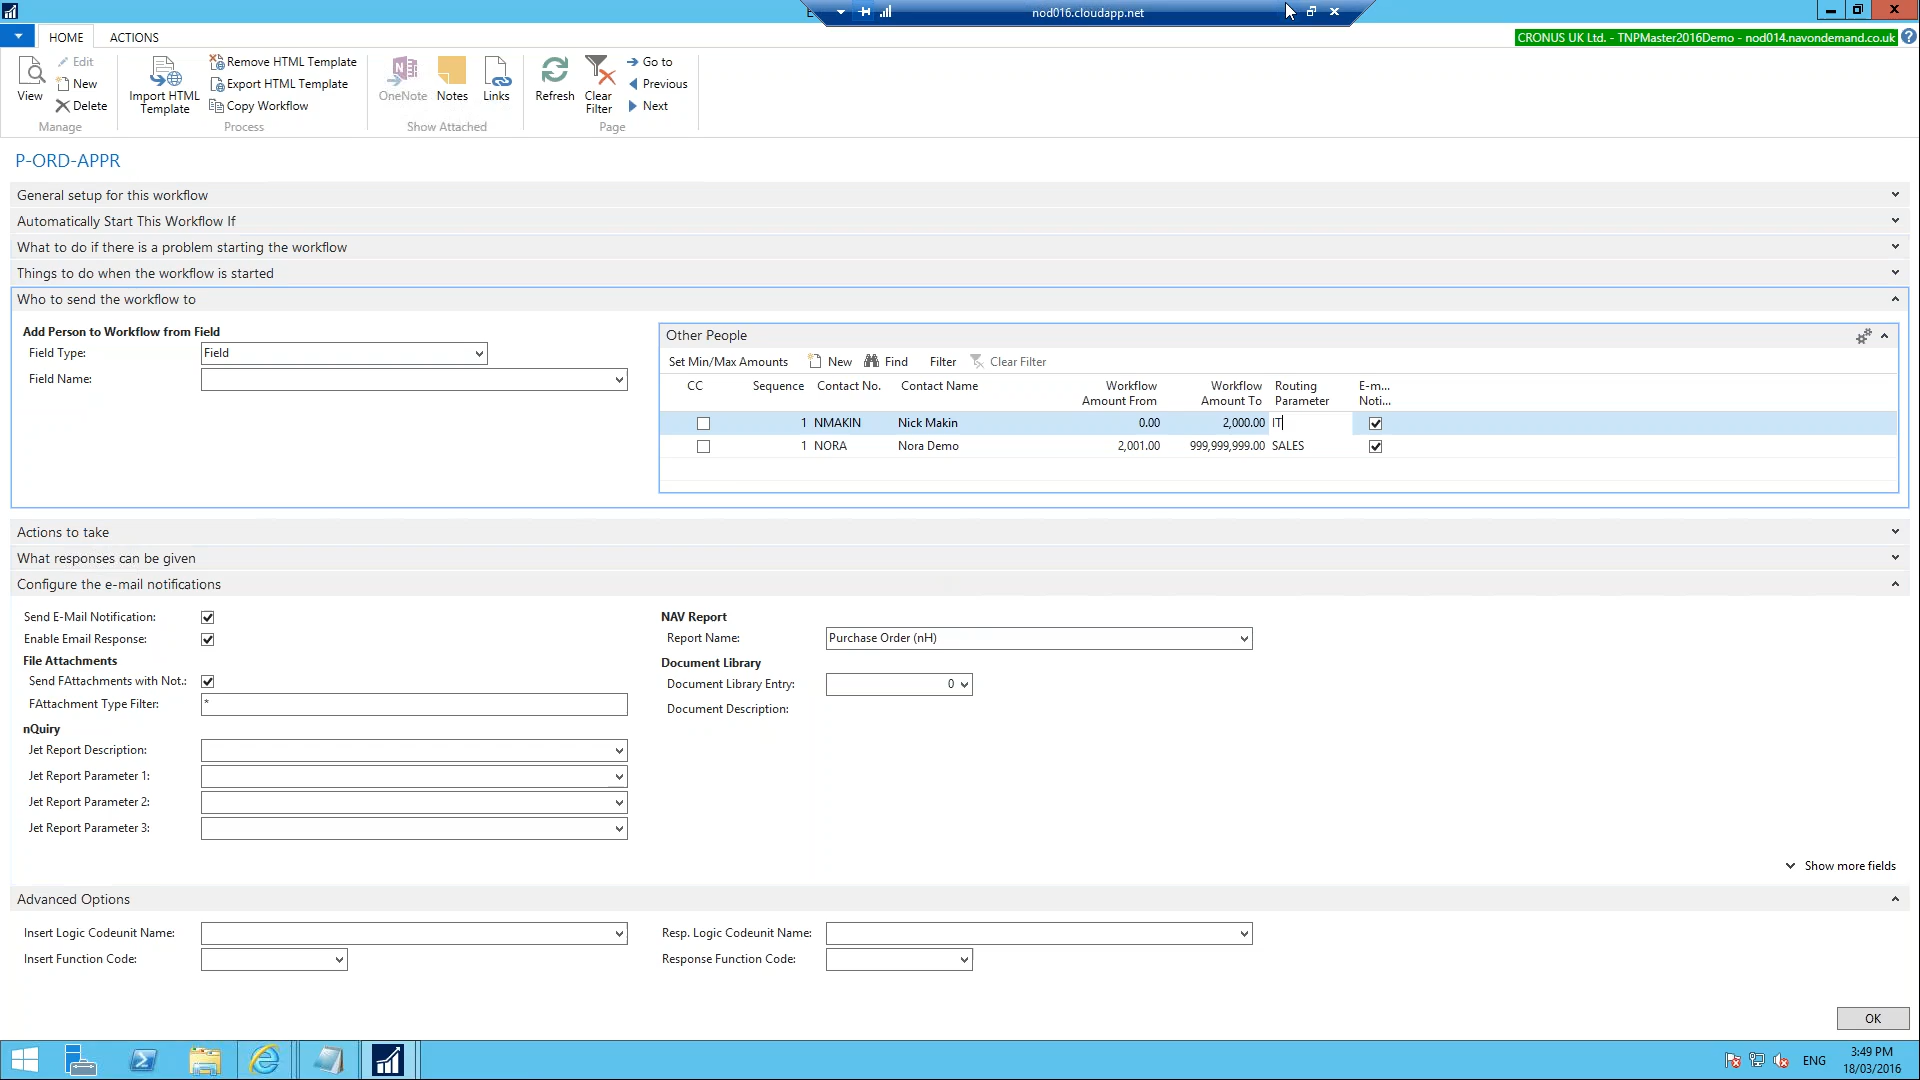 nod016.cloudapp.net
HOME
ACTIONS
CRONUS UK Ltd. - TNPMaster2016Demo - nod014.navondemand.co.uk
View
Edit
New
Delete
Manage
Import HTML
Template
Remove HTML Template
Export HTML Template
Copy Workflow
Process
OneNote
Notes
Links
Show Attached
Refresh
Clear
Filter
Go to
Previous
Next
Page
P-ORD-APPR
General setup for this workflow
Automatically Start This Workflow If
What to do if there is a problem starting the workflow
Things to do when the workflow is started
Who to send the workflow to
Add Person to Workflow from Field
Field Type: Field
Field Name:
Other People
Set Min/Max Amounts New Find Filter Clear Filter
CC Sequence Contact No. Contact Name Workflow Amount From Workflow Amount To Routing Parameter E-m... Noti...
1 NMAKIN Nick Makin 0.00 2,000.00 IT
1 NORA Nora Demo 2,001.00 999,999,999.00 SALES
Actions to take
What responses can be given
Configure the e-mail notifications
Send E-Mail Notification:
Enable Email Response:
File Attachments
Send FAttachments with Not.:
FAttachment Type Filter: *
nQuiry
Jet Report Description:
Jet Report Parameter 1:
Jet Report Parameter 2:
Jet Report Parameter 3:
NAV Report
Report Name: Purchase Order (nH)
Document Library
Document Library Entry: 0
Document Description:
Show more fields
Advanced Options
Insert Logic Codeunit Name:
Insert Function Code:
Resp. Logic Codeunit Name:
Response Function Code:
OK
ENG
3:49 PM
18/03/2016